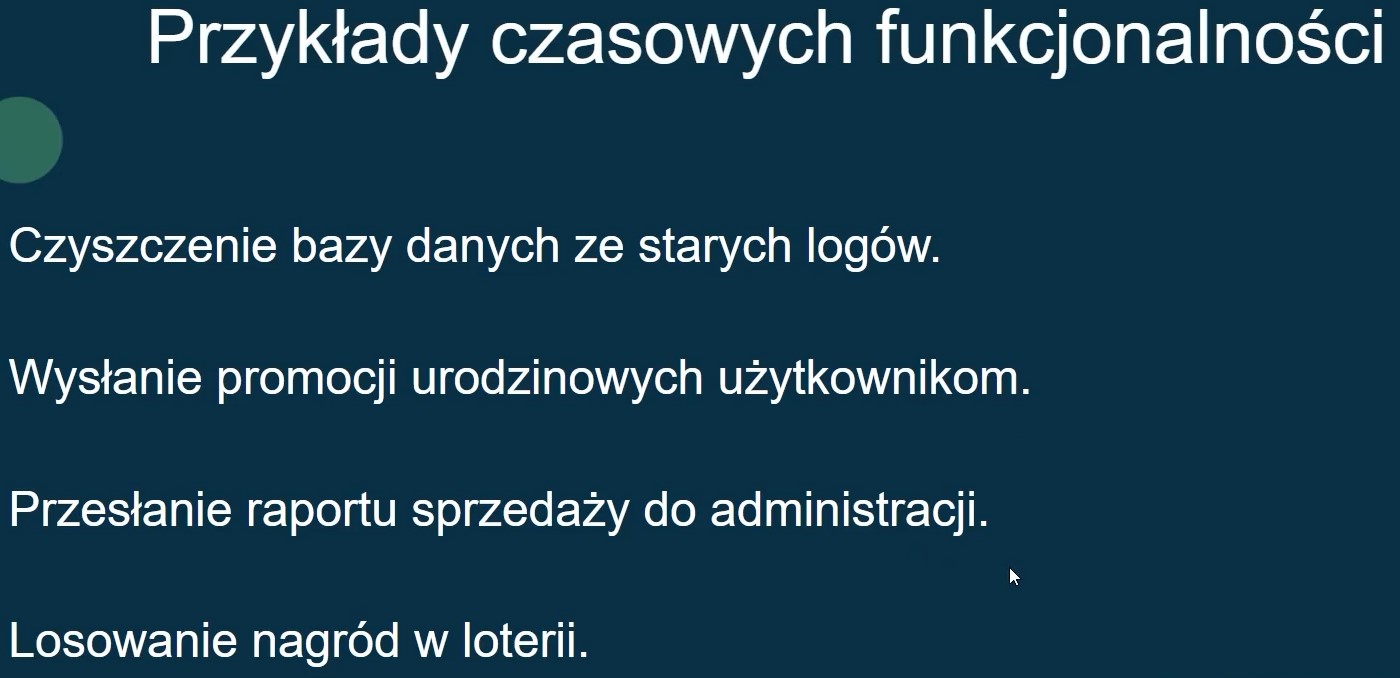 Przykłady czasowych funkcjonalności
Czyszczenie bazy danych ze starych logów.
Wysłanie promocji urodzinowych użytkownikom.
Przesłanie raportu sprzedaży do administracji.
Losowanie nagród w loterii.